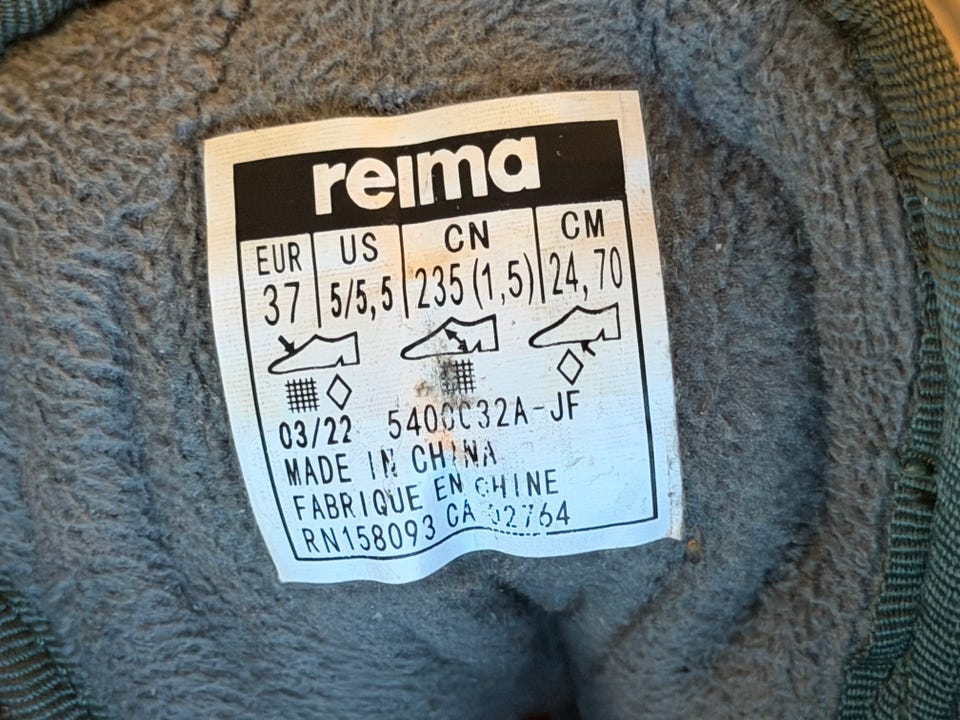 reima
EUR US CN CM
37 5/5,5 235(1,5) 24,70
03/22 5400032A-JF
MADE IN CHINA
FABRIQUE EN CHINE
RN158093 CA 02764